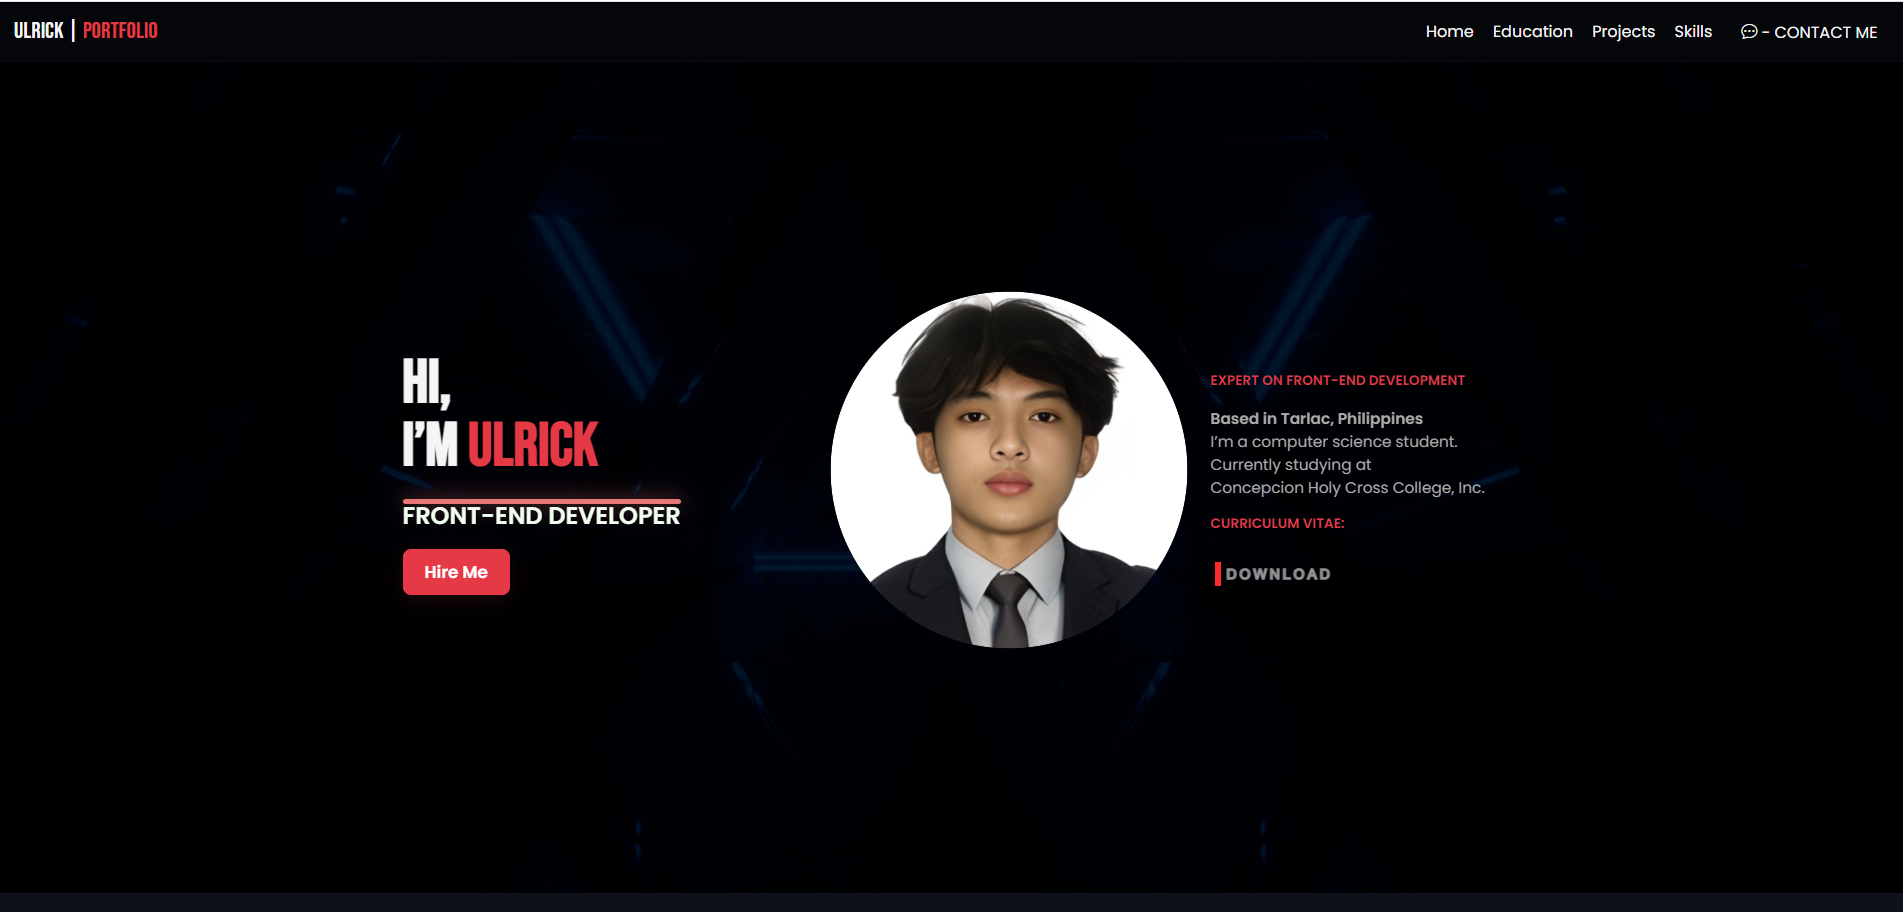 ULRICK | PORTFOLIO
Home Education Projects Skills - CONTACT ME
HI,
I'M ULRICK
FRONT-END DEVELOPER
Hire Me
EXPERT ON FRONT-END DEVELOPMENT
Based in Tarlac, Philippines
I'm a computer science student.
Currently studying at
Concepcion Holy Cross College, Inc.
CURRICULUM VITAE:
DOWNLOAD